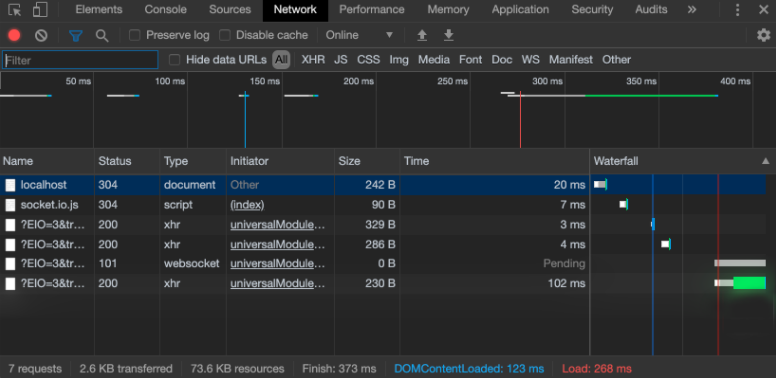 Elements Console Sources Network Performance Memory Application Security Audits »
Preserve log Disable cache Online
Filter Hide data URLs All XHR JS CSS Img Media Font Doc WS Manifest Other
50 ms 100 ms 150 ms 200 ms 250 ms 300 ms 350 ms 400 ms
Name Status Type Initiator Size Time Waterfall
localhost 304 document Other 242 B 20 ms
socket.io.js 304 script (index) 90 B 7 ms
?EIO=3&tr… 200 xhr universalModule… 329 B 3 ms
?EIO=3&tr… 200 xhr universalModule… 286 B 4 ms
?EIO=3&tr… 101 websocket universalModule… 0 B Pending
?EIO=3&tr… 200 xhr universalModule… 230 B 102 ms
7 requests 2.6 KB transferred 73.6 KB resources Finish: 373 ms DOMContentLoaded: 123 ms Load: 268 ms